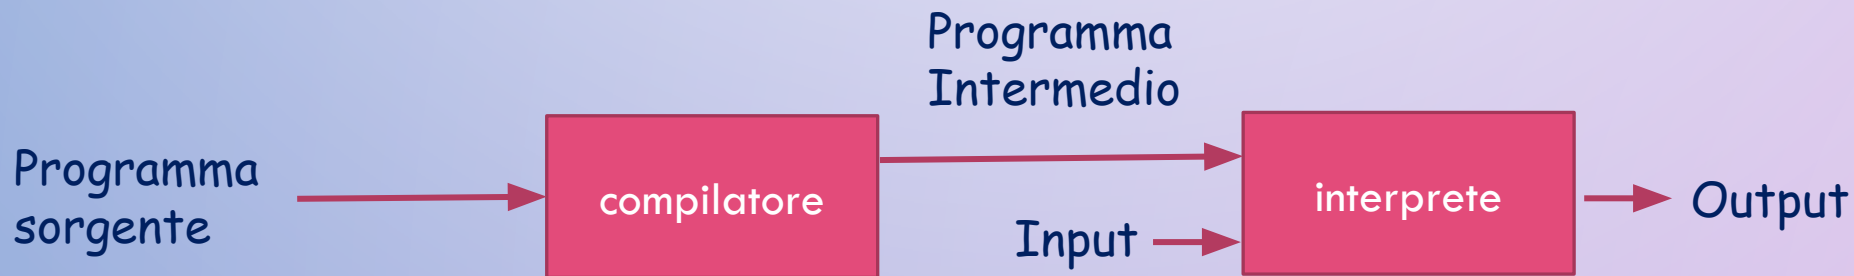 Programma
sorgente
compilatore
Programma
Intermedio
Input
interprete
Output